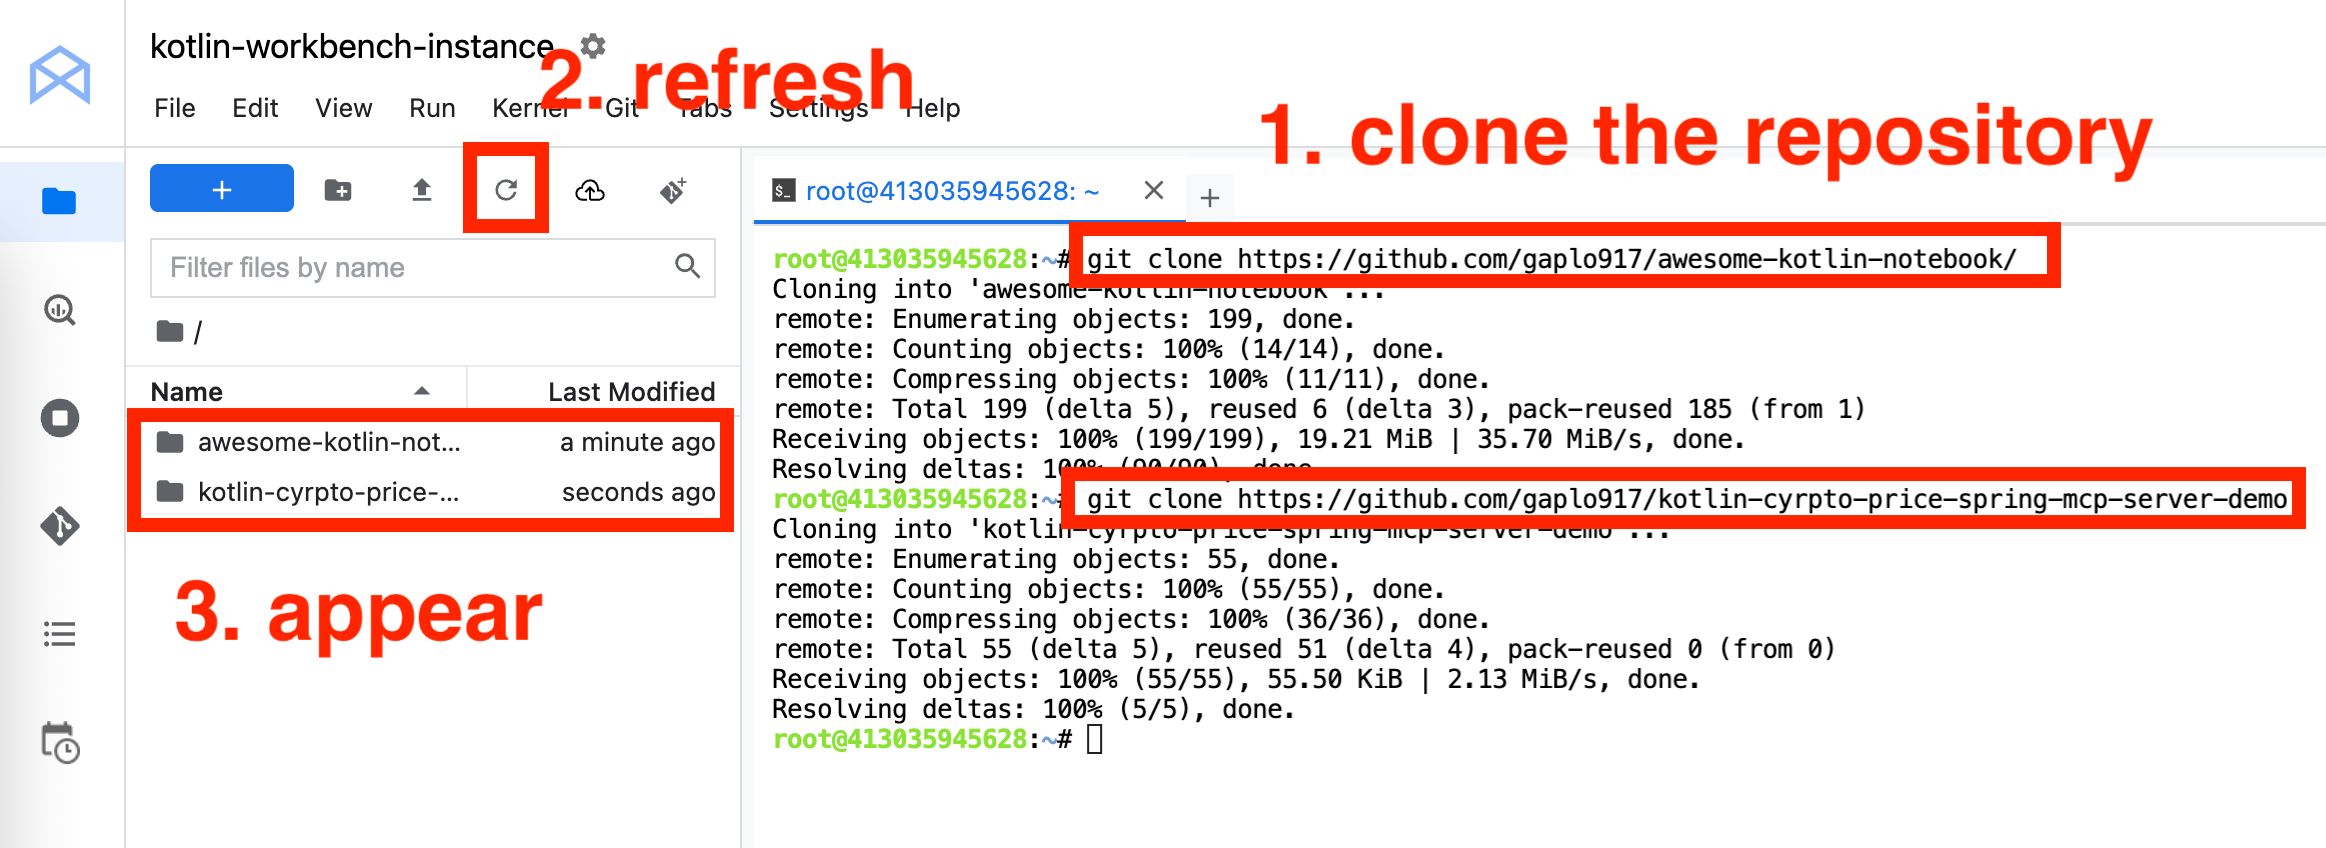 kotlin-workbench-instance
2. refresh
File Edit View Run Kernel Git Tabs Settings Help
1. clone the repository
root@413035945628: ~
Filter files by name
/
Name Last Modified
awesome-kotlin-not... a minute ago
kotlin-cyrpto-price-... seconds ago
3. appear
root@413035945628:~# git clone https://github.com/gaplo917/awesome-kotlin-notebook/
Cloning into 'awesome-kotlin-notebook'...
remote: Enumerating objects: 199, done.
remote: Counting objects: 100% (14/14), done.
remote: Compressing objects: 100% (11/11), done.
remote: Total 199 (delta 5), reused 6 (delta 3), pack-reused 185 (from 1)
Receiving objects: 100% (199/199), 19.21 MiB | 35.70 MiB/s, done.
Resolving deltas: 100% (90/90), done.
root@413035945628:~# git clone https://github.com/gaplo917/kotlin-cyrpto-price-spring-mcp-server-demo
Cloning into 'kotlin-cyrpto-price-spring-mcp-server-demo'...
remote: Enumerating objects: 55, done.
remote: Counting objects: 100% (55/55), done.
remote: Compressing objects: 100% (36/36), done.
remote: Total 55 (delta 5), reused 51 (delta 4), pack-reused 0 (from 0)
Receiving objects: 100% (55/55), 55.50 KiB | 2.13 MiB/s, done.
Resolving deltas: 100% (5/5), done.
root@413035945628:~#